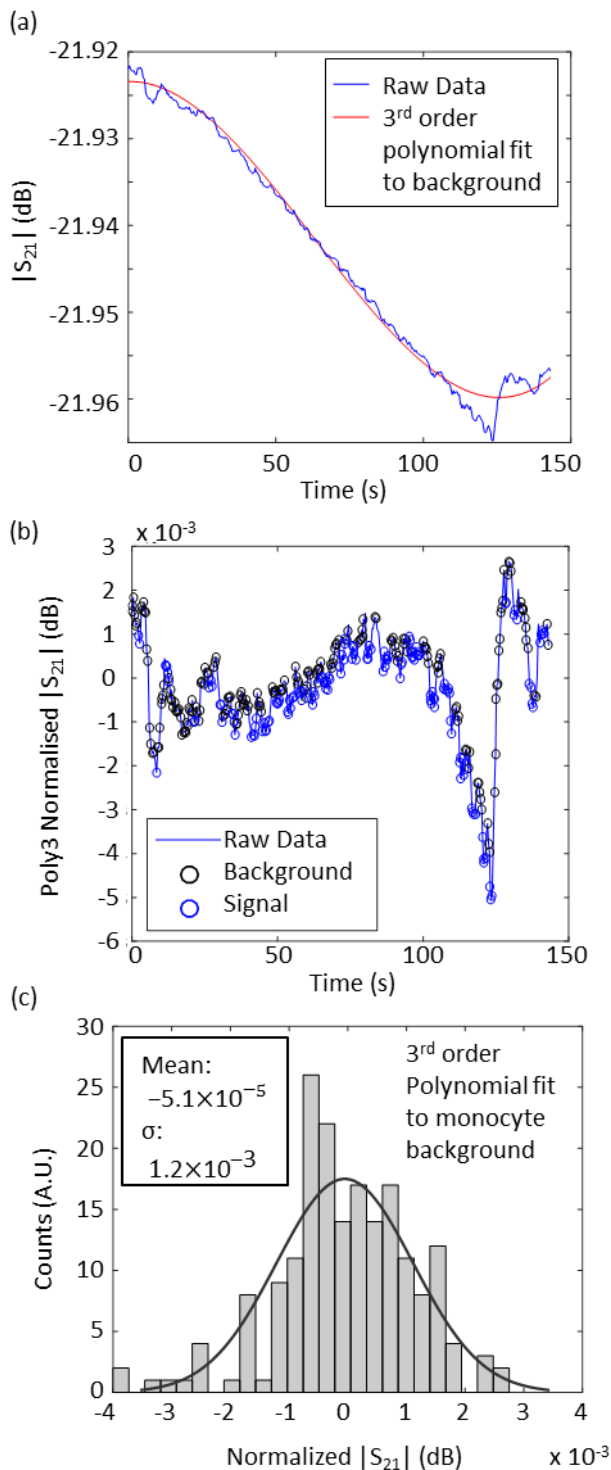 (a)
-21.92
-21.93
-21.94
-21.95
-21.96
|S21| (dB)
Raw Data
3rd order
polynomial fit
to background
0
50
100
150
Time (s)
(b)
x 10-3
3
2
1
0
-1
-2
-3
-4
-5
-6
Poly3 Normalised |S21| (dB)
Raw Data
Background
Signal
0
50
100
150
Time (s)
(c)
30
25
20
15
10
5
0
Counts (A.U.)
Mean:
−5.1×10−5
σ:
1.2×10−3
3rd order
Polynomial fit
to monocyte
background
-4
-3
-2
-1
0
1
2
3
4
Normalized |S21| (dB)
x 10-3